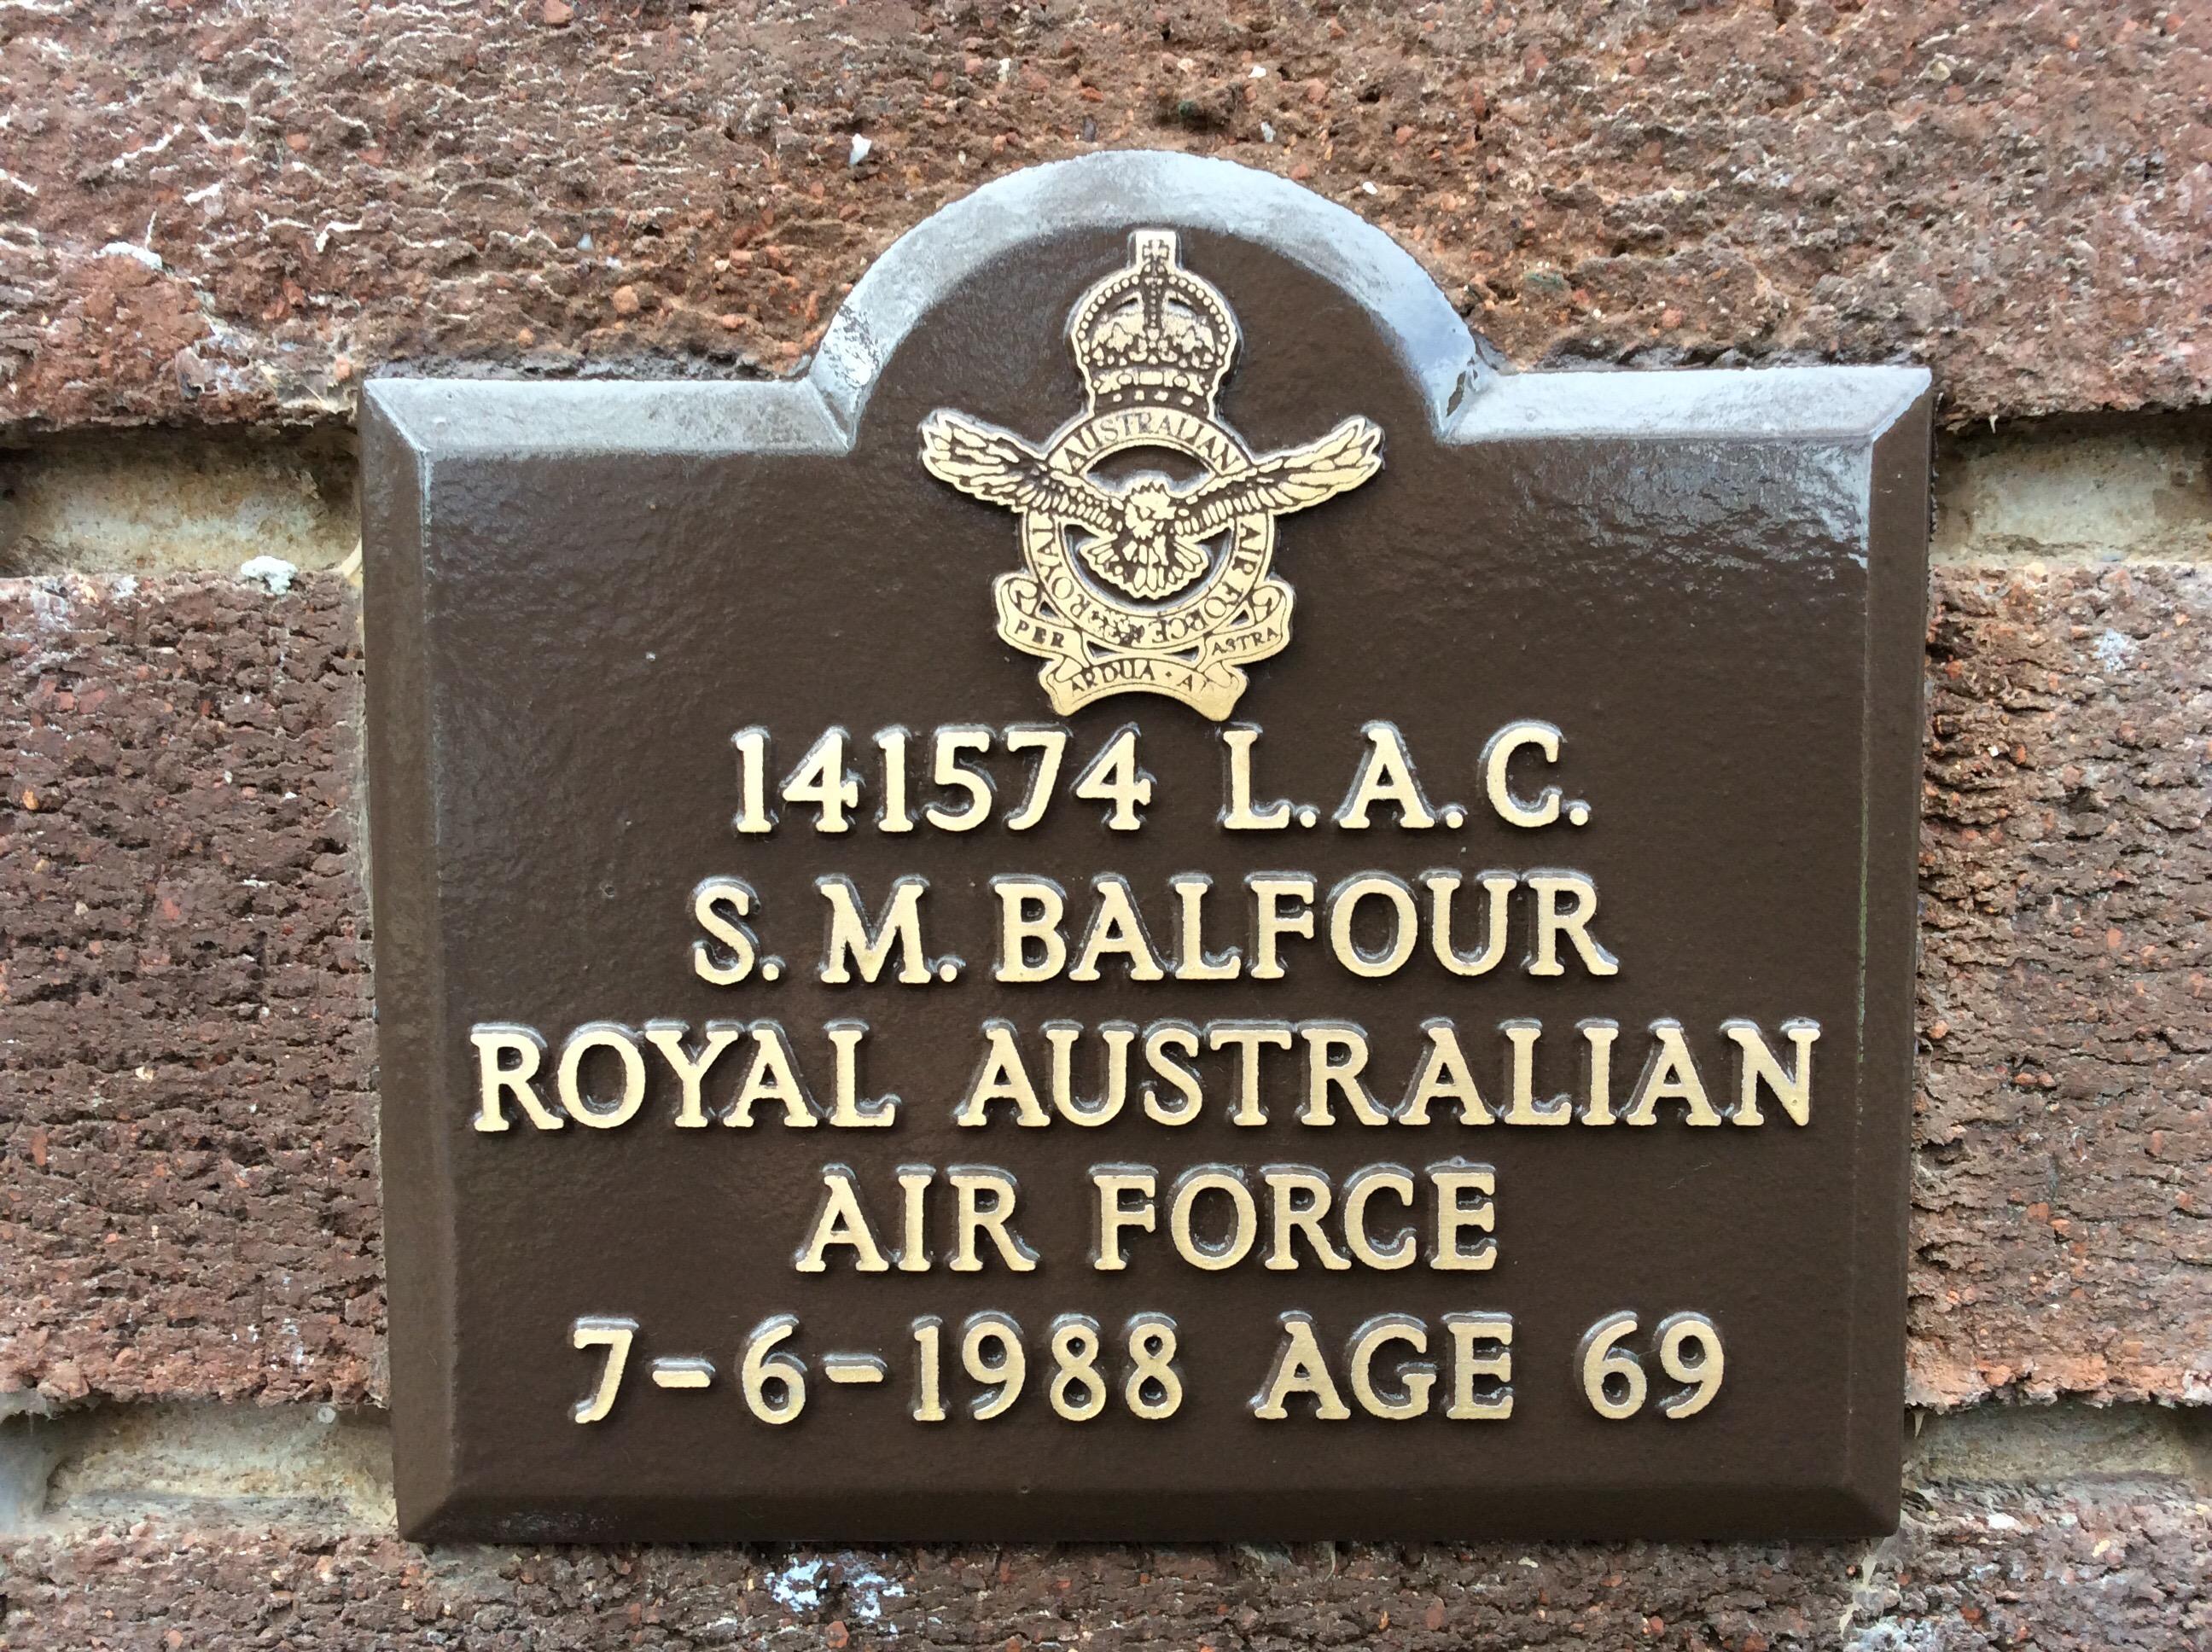 AUSTRALIAN
ROYAL AIR FORCE
PER ASTRA
ARDUA · A
141574 L.A.C.
S. M. BALFOUR
ROYAL AUSTRALIAN
AIR FORCE
7-6-1988 AGE 69